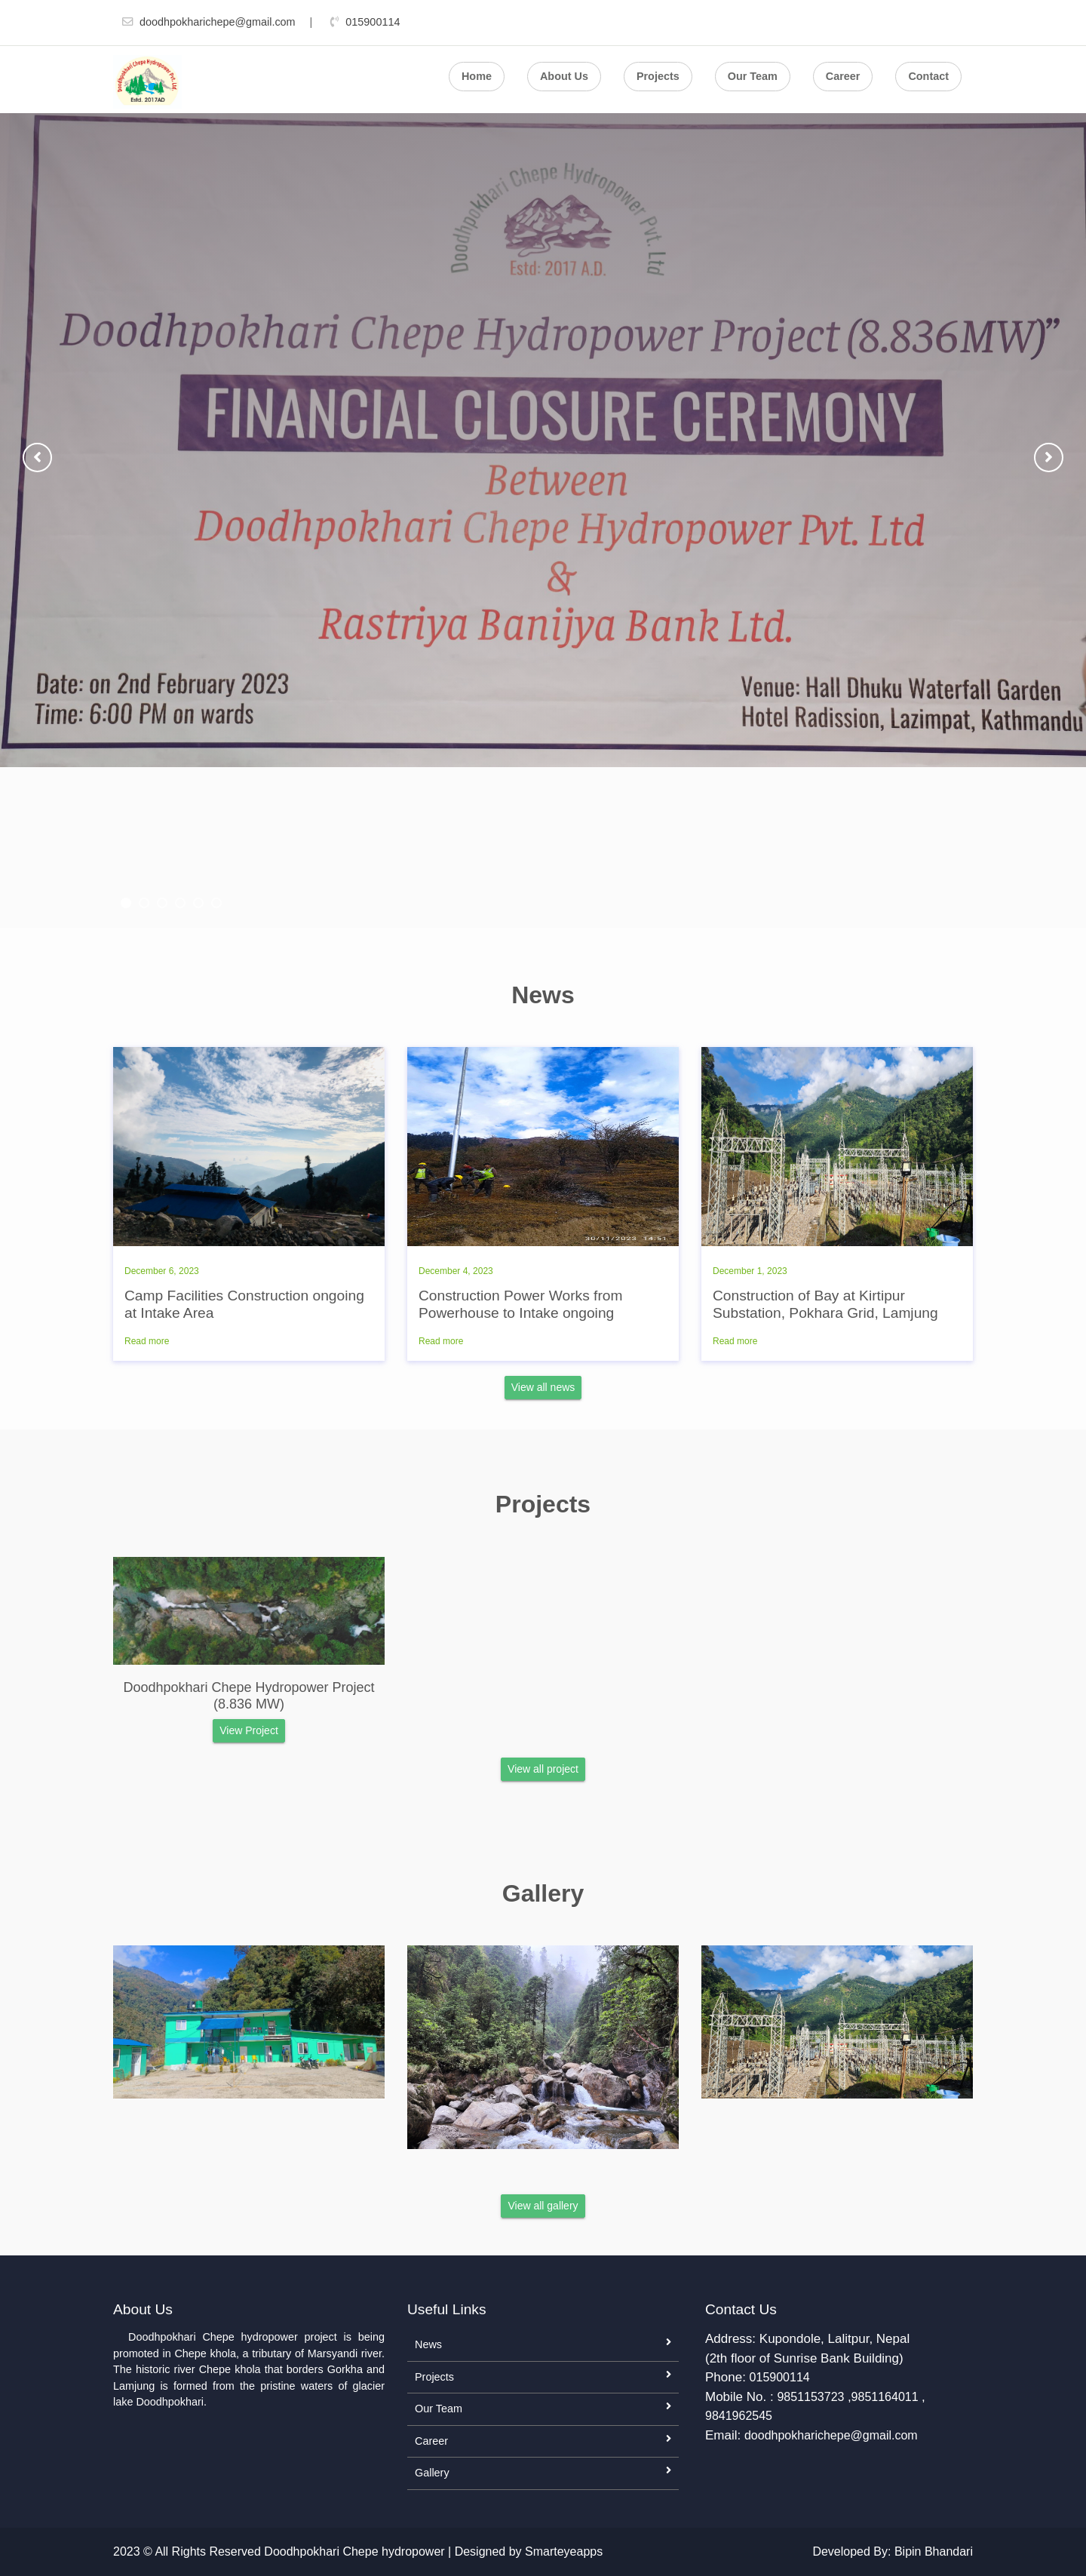 doodhpokharichepe@gmail.com | 015900114
Doodhpokhari Chepe Hydropower Pvt. Ltd.
Estd. 2017AD
Home About Us Projects Our Team Career Contact
Doodhpokhari Chepe Hydropower Pvt. Ltd
Estd: 2017 A.D.
Doodhpokhari Chepe Hydropower Project (8.836MW)”
FINANCIAL CLOSURE CEREMONY
Between
Doodhpokhari Chepe Hydropower Pvt. Ltd
&
Rastriya Banijya Bank Ltd.
Date: on 2nd February 2023
Time: 6:00 PM on wards
Venue: Hall Dhuku Waterfall Garden
Hotel Radission, Lazimpat, Kathmandu
News
30/11/2023 14:51
December 6, 2023
Camp Facilities Construction ongoing
at Intake Area
Read more
December 4, 2023
Construction Power Works from
Powerhouse to Intake ongoing
Read more
December 1, 2023
Construction of Bay at Kirtipur
Substation, Pokhara Grid, Lamjung
Read more
View all news
Projects
Doodhpokhari Chepe Hydropower Project
(8.836 MW)
View Project
View all project
Gallery
View all gallery
About Us
Doodhpokhari Chepe hydropower project is being
promoted in Chepe khola, a tributary of Marsyandi river.
The historic river Chepe khola that borders Gorkha and
Lamjung is formed from the pristine waters of glacier
lake Doodhpokhari.
Useful Links
News
Projects
Our Team
Career
Gallery
Contact Us
Address: Kupondole, Lalitpur, Nepal
(2th floor of Sunrise Bank Building)
Phone: 015900114
Mobile No. : 9851153723 ,9851164011 ,
9841962545
Email: doodhpokharichepe@gmail.com
2023 © All Rights Reserved Doodhpokhari Chepe hydropower | Designed by Smarteyeapps
Developed By: Bipin Bhandari